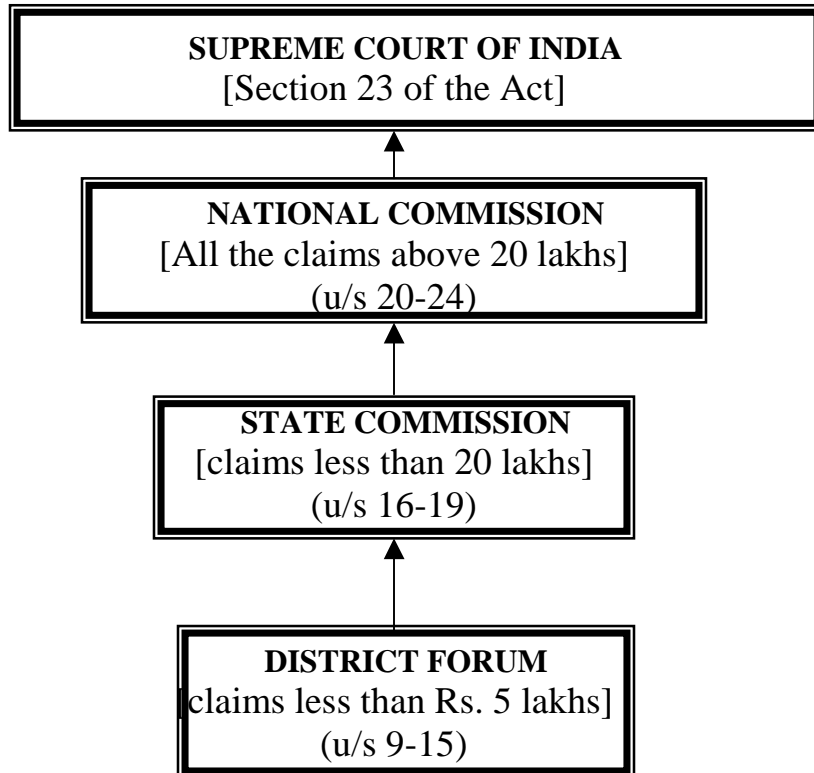 SUPREME COURT OF INDIA
[Section 23 of the Act]
NATIONAL COMMISSION
[All the claims above 20 lakhs]
(u/s 20-24)
STATE COMMISSION
[claims less than 20 lakhs]
(u/s 16-19)
DISTRICT FORUM
[claims less than Rs. 5 lakhs]
(u/s 9-15)